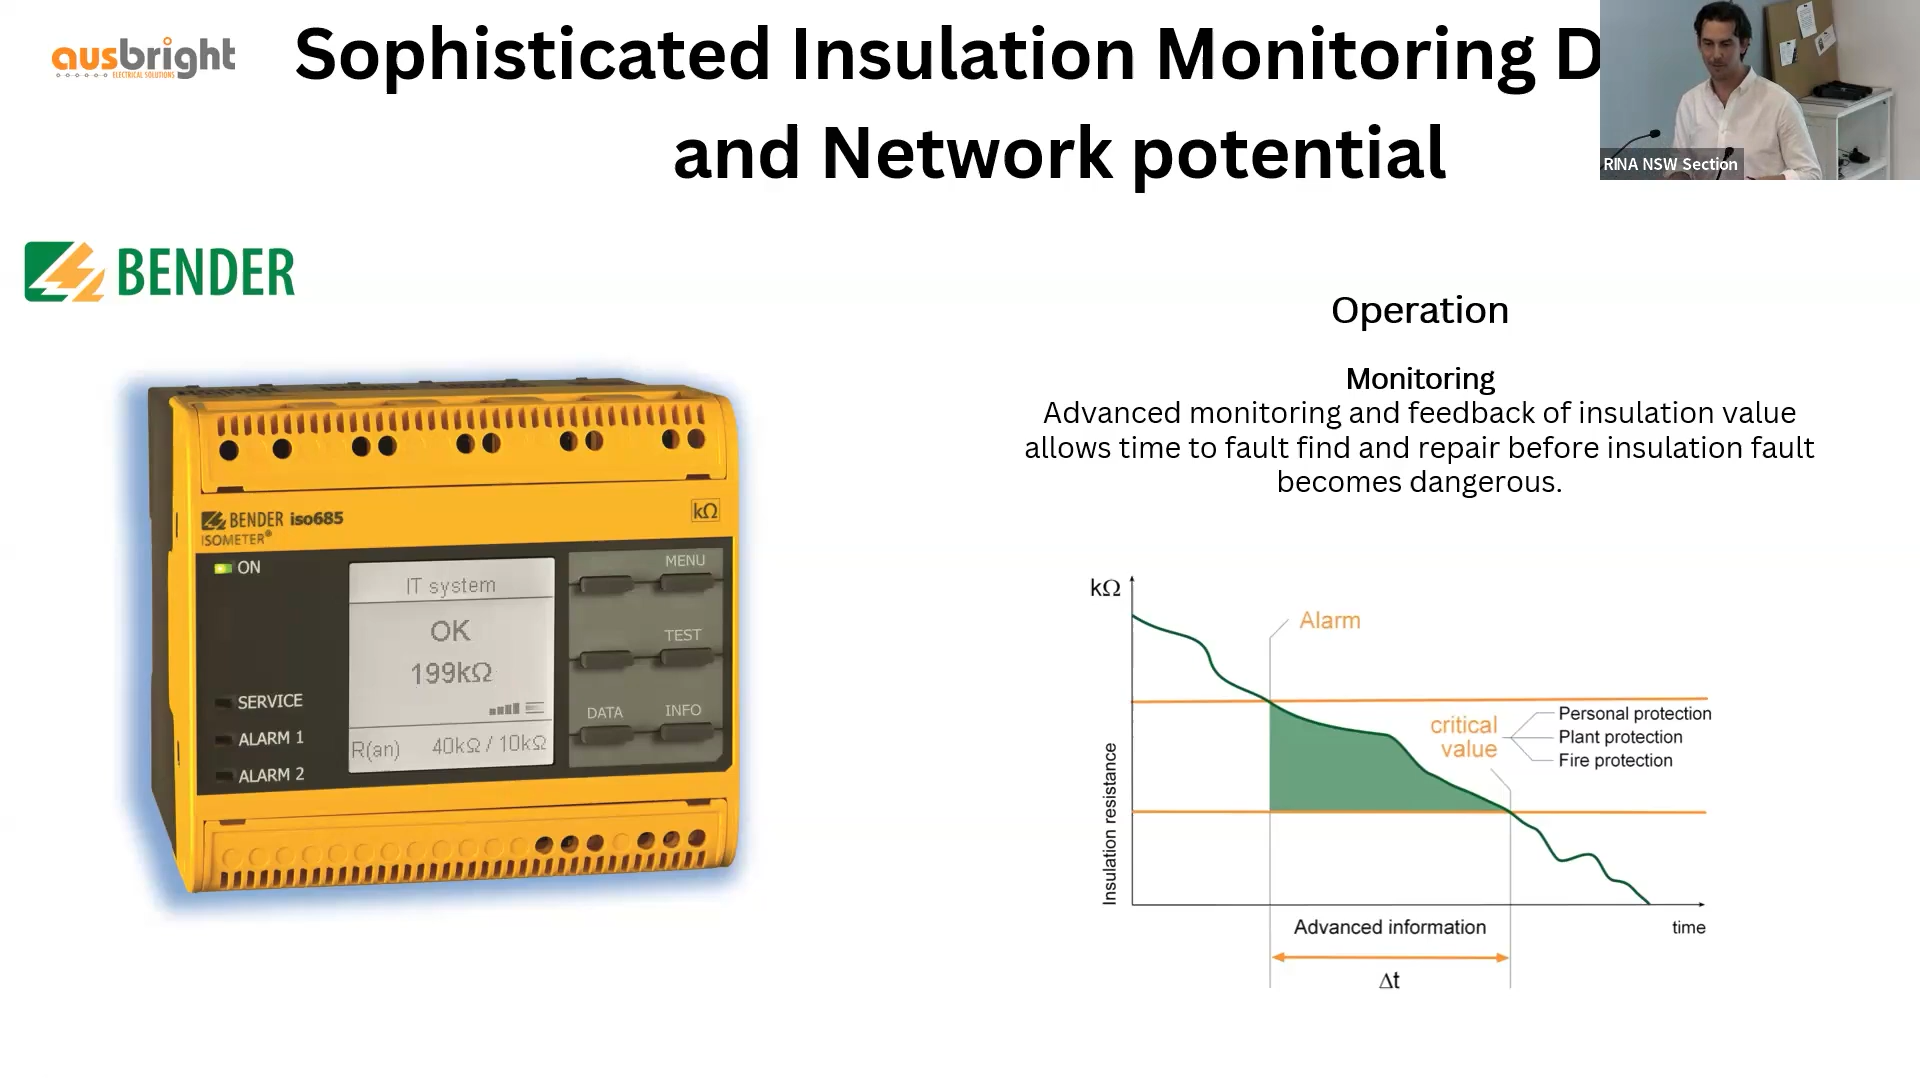 ausbright
ELECTRICAL SOLUTIONS
Sophisticated Insulation Monitoring D
and Network potential
RINA NSW Section
BENDER
Operation
Monitoring
Advanced monitoring and feedback of insulation value
allows time to fault find and repair before insulation fault
becomes dangerous.
BENDER iso685
ISOMETER®
kΩ
ON
SERVICE
ALARM 1
ALARM 2
IT system
OK
199kΩ
R(an) 40kΩ / 10kΩ
MENU
TEST
DATA INFO
kΩ
Alarm
critical
value
Personal protection
Plant protection
Fire protection
Insulation resistance
Advanced information
time
Δt